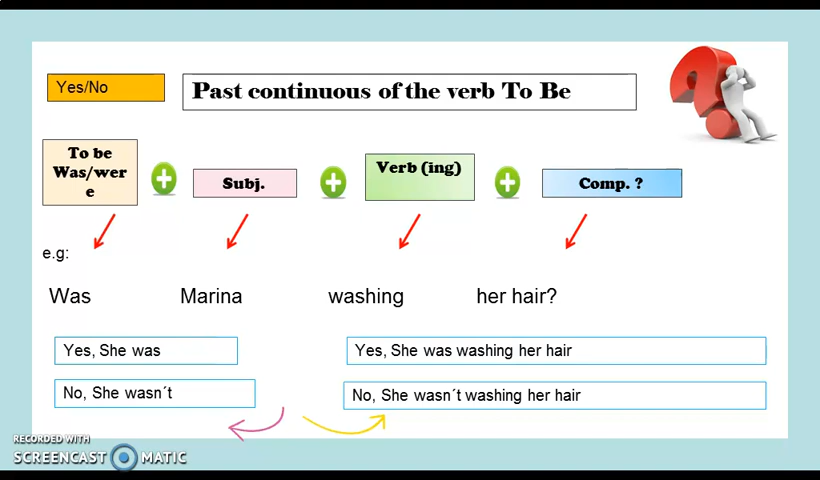 Yes/No
Past continuous of the verb To Be
To be
Was/wer
e
Subj.
Verb (ing)
Comp. ?
e.g:
Was Marina washing her hair?
Yes, She was
Yes, She was washing her hair
No, She wasn´t
No, She wasn´t washing her hair
RECORDED WITH
SCREENCAST MATIC